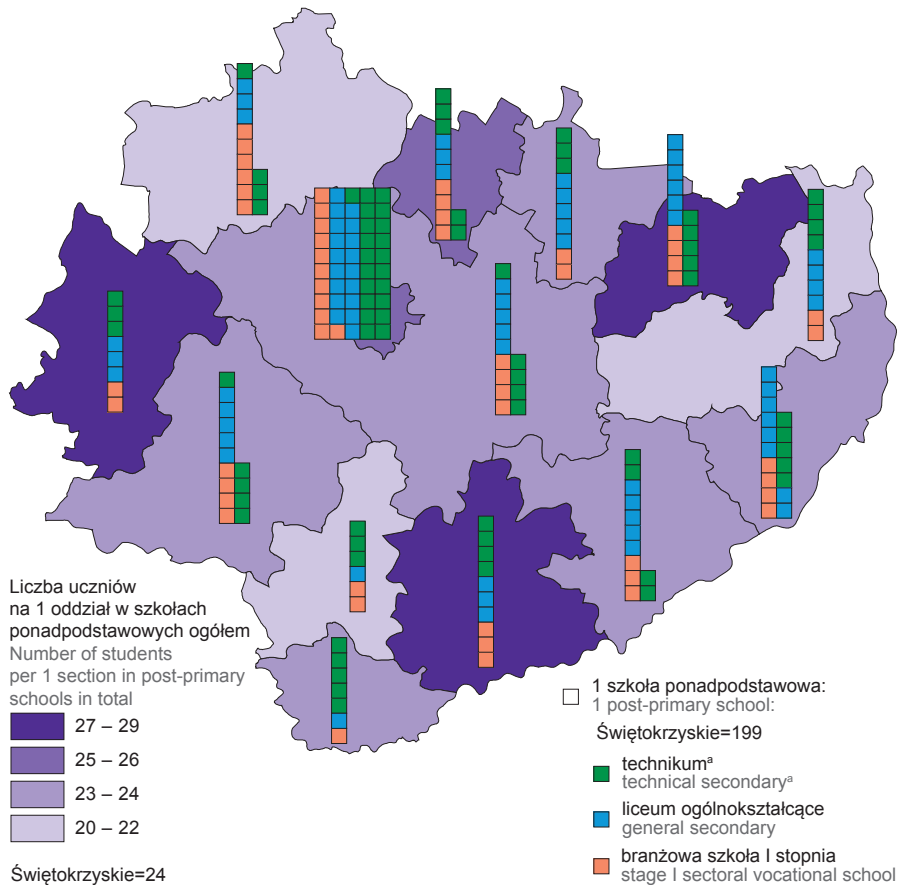 Liczba uczniów
na 1 oddział w szkołach
ponadpodstawowych ogółem
Number of students
per 1 section in post-primary
schools in total
27 – 29
25 – 26
23 – 24
20 – 22
Świętokrzyskie=24
1 szkoła ponadpodstawowa:
1 post-primary school:
Świętokrzyskie=199
technikumᵃ
technical secondaryᵃ
liceum ogólnokształcące
general secondary
branżowa szkoła I stopnia
stage I sectoral vocational school